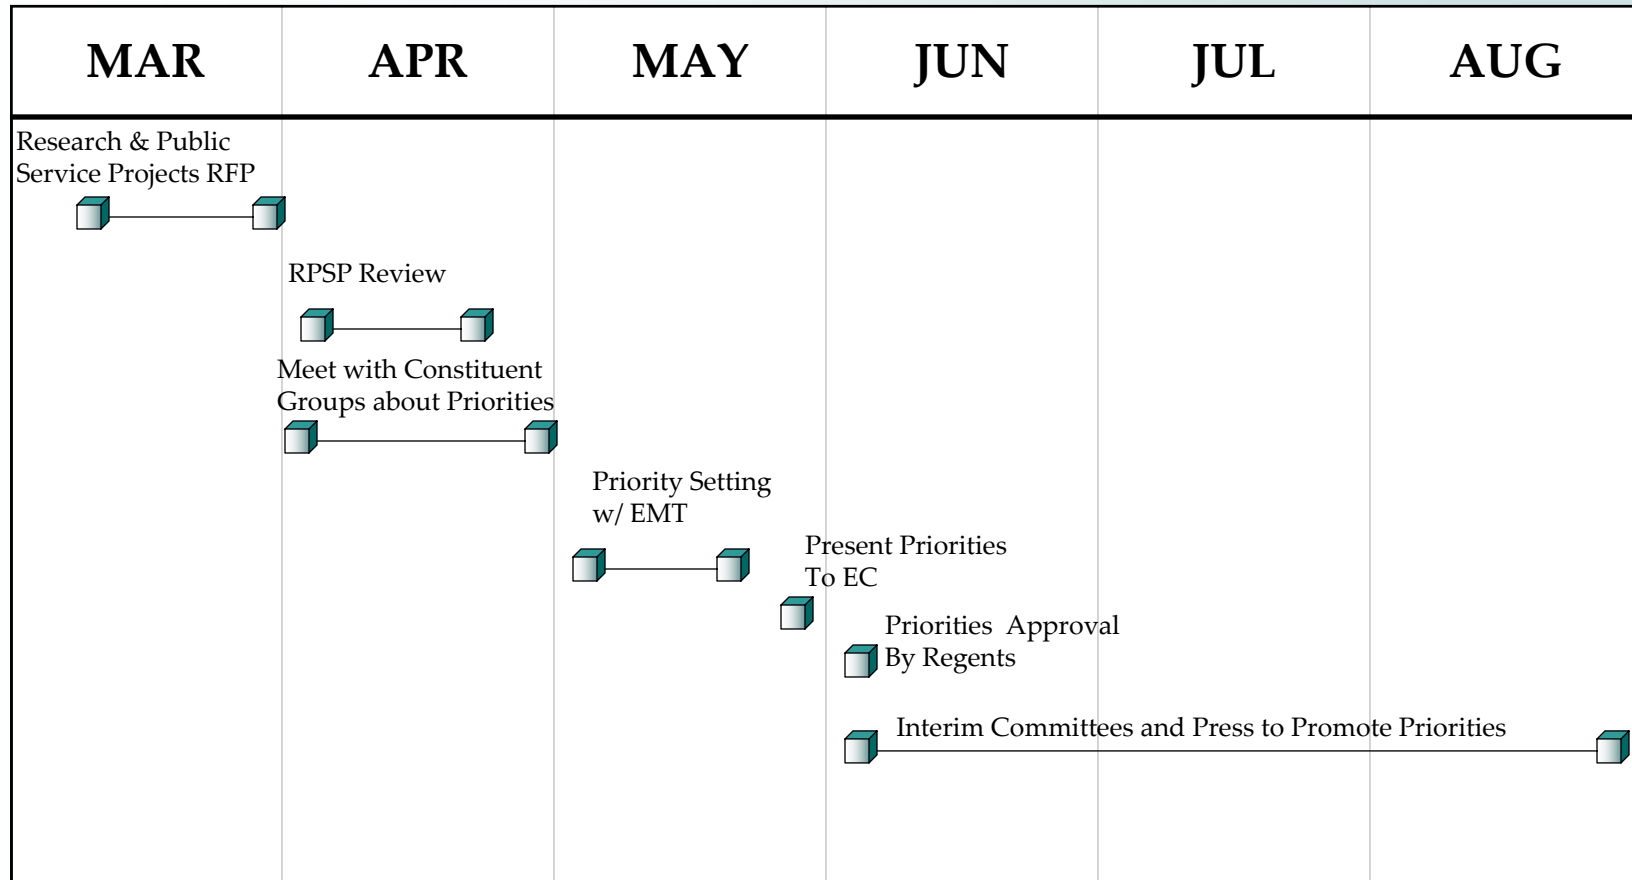 MAR APR MAY JUN JUL AUG
Research & Public
Service Projects RFP
RPSP Review
Meet with Constituent
Groups about Priorities
Priority Setting
w/ EMT
Present Priorities
To EC
Priorities  Approval
By Regents
Interim Committees and Press to Promote Priorities